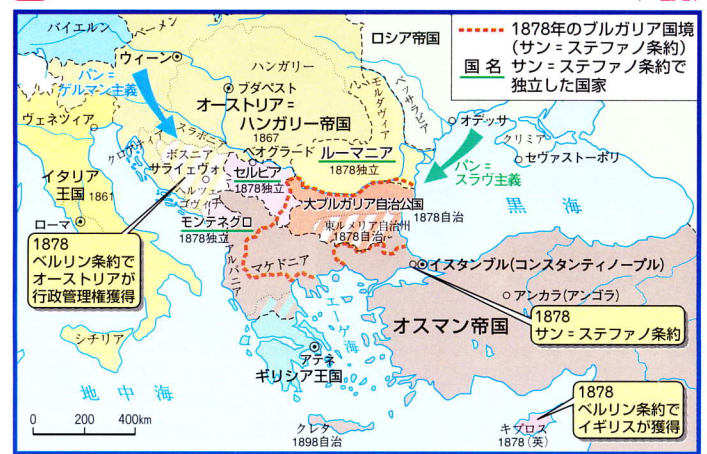 1878年のブルガリア国境
(サン=ステファノ条約)
国 名 サン=ステファノ条約で
独立した国家
バイエルン
ベーメン
ロシア帝国
ウィーン
ハンガリー
パン=
ゲルマン主義
ブダペスト
モルダヴィア
ベッサラビア
オーストリア=
ハンガリー帝国
1867
オデッサ
ヴェネツィア
クロアティア
スラボニア
クリミア
セヴァストーポリ
ボスニア
サライェヴォ
ヘルツェ
ゴヴィナ
ベオグラード
ルーマニア
1878独立
セルビア
1878独立
パン=
スラヴ主義
イタリア
王国 1861
大ブルガリア自治公国
1878自治
黒 海
ローマ
モンテネグロ
1878独立
東ルメリア自治州
1878自治
1878
ベルリン条約で
オーストリアが
行政管理権獲得
アルバニア
マケドニア
イスタンブル(コンスタンティノープル)
アンカラ(アンゴラ)
1878
サン=ステファノ条約
エーゲ海
オスマン帝国
シチリア
アテネ
ギリシア王国
地 中 海
1878
ベルリン条約で
イギリスが獲得
0 200 400km
クレタ
1898自治
キプロス
1878(英)